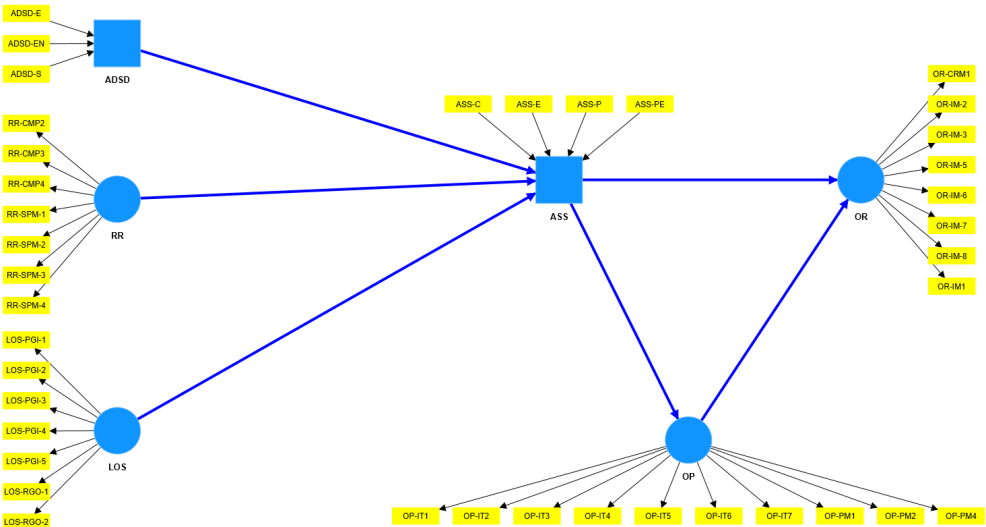 ADSD-E
ADSD-EN
ADSD-S
ADSD
RR-CMP2
RR-CMP3
RR-CMP4
RR-SPM-1
RR-SPM-2
RR-SPM-3
RR-SPM-4
RR
LOS-PGI-1
LOS-PGI-2
LOS-PGI-3
LOS-PGI-4
LOS-PGI-5
LOS-RGO-1
LOS-RGO-2
LOS
ASS-C
ASS-E
ASS-P
ASS-PE
ASS
OR-CRM1
OR-IM-2
OR-IM-3
OR-IM-5
OR-IM-6
OR-IM-7
OR-IM-8
OR-IM1
OR
OP
OP-IT1
OP-IT2
OP-IT3
OP-IT4
OP-IT5
OP-IT6
OP-IT7
OP-PM1
OP-PM2
OP-PM4